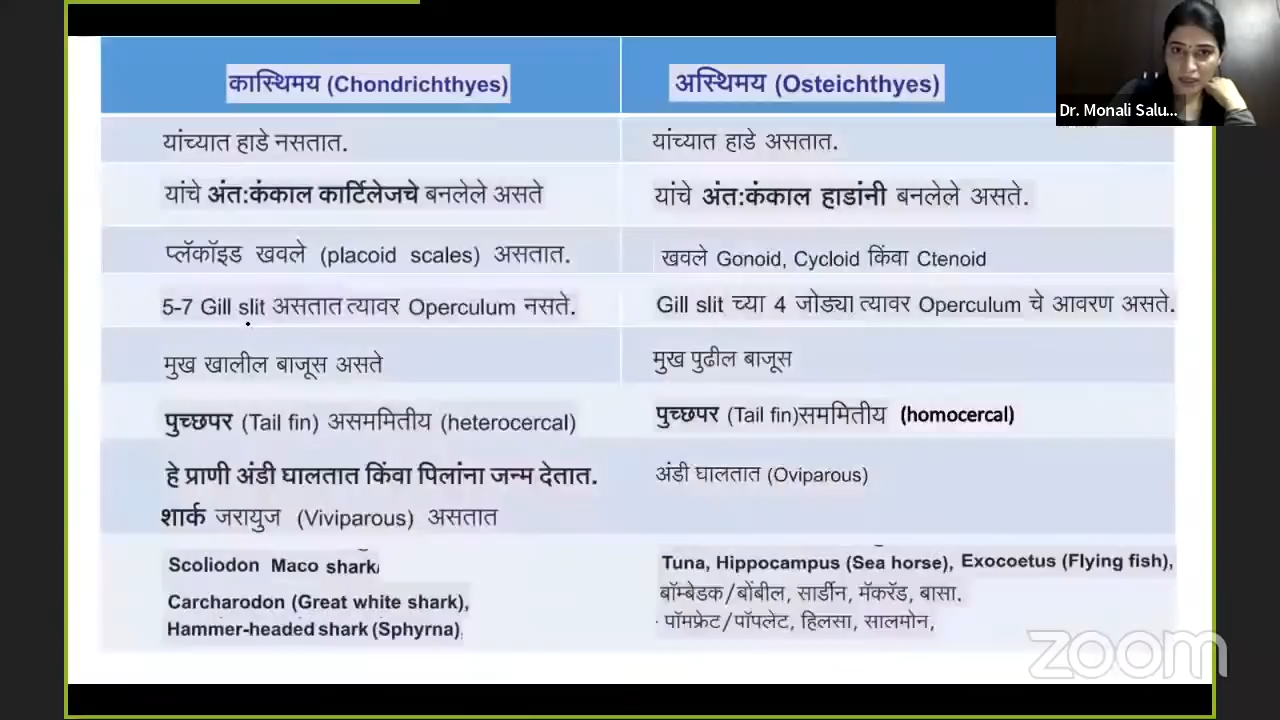 कास्थिमय (Chondrichthyes)
अस्थिमय (Osteichthyes)
Dr. Monali Salu...
यांच्यात हाडे नसतात.
यांच्यात हाडे असतात.
यांचे अंत:कंकाल कार्टिलेजचे बनलेले असते
यांचे अंत:कंकाल हाडांनी बनलेले असते.
प्लॅकॉइड खवले (placoid scales) असतात.
खवले Gonoid, Cycloid किंवा Ctenoid
5-7 Gill slit असतात त्यावर Operculum नसते.
Gill slit च्या 4 जोड्या त्यावर Operculum चे आवरण असते.
मुख खालील बाजूस असते
मुख पुढील बाजूस
पुच्छपर (Tail fin) असममितीय (heterocercal)
पुच्छपर (Tail fin)सममितीय (homocercal)
हे प्राणी अंडी घालतात किंवा पिलांना जन्म देतात.
शार्क जरायुज (Viviparous) असतात
अंडी घालतात (Oviparous)
Scoliodon Maco shark
Carcharodon (Great white shark),
Hammer-headed shark (Sphyrna)
Tuna, Hippocampus (Sea horse), Exocoetus (Flying fish),
बॉम्बेडक/बोंबील, सार्डीन, मॅकरॅड, बासा.
पॉमफ्रेट/पॉपलेट, हिलसा, सालमोन,
zoom